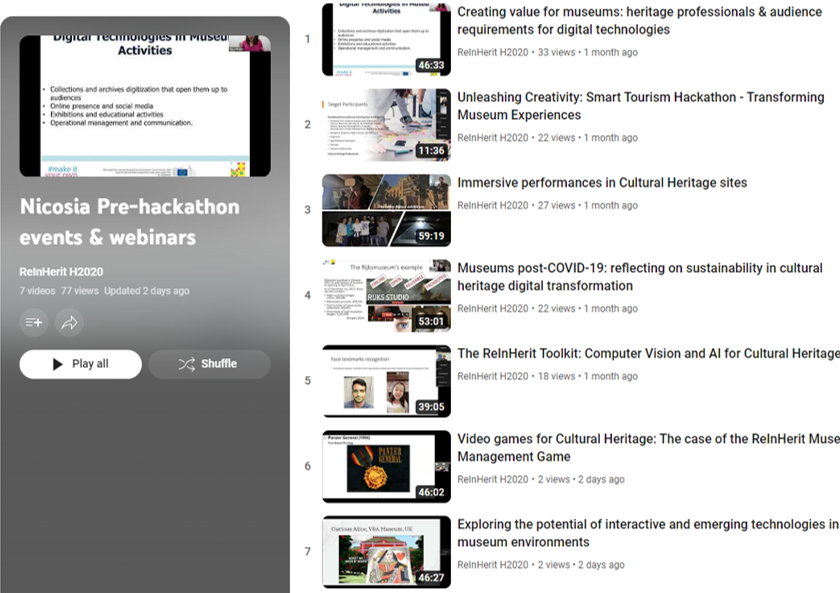 Digital Technologies in Museum
Activities
• Collections and archives digitization that open them up to
audiences
• Online presence and social media
• Exhibitions and educational activities
• Operational management and communication.
#make it
your own
Nicosia Pre-hackathon
events & webinars
ReInHerit H2020
7 videos 77 views Updated 2 days ago
Play all
Shuffle
1
46:33
Creating value for museums: heritage professionals & audience
requirements for digital technologies
ReInHerit H2020 • 33 views • 1 month ago
2
Target Participants
11:36
Unleashing Creativity: Smart Tourism Hackathon - Transforming
Museum Experiences
ReInHerit H2020 • 22 views • 1 month ago
3
59:19
Immersive performances in Cultural Heritage sites
ReInHerit H2020 • 27 views • 1 month ago
4
The Rijksmuseum's example
RIJKS STUDIO
53:01
Museums post-COVID-19: reflecting on sustainability in cultural
heritage digital transformation
ReInHerit H2020 • 22 views • 1 month ago
5
Face landmarks recognition
39:05
The ReInHerit Toolkit: Computer Vision and AI for Cultural Heritage
ReInHerit H2020 • 18 views • 1 month ago
6
Panzer General (1994)
PANZER
GENERAL
46:02
Video games for Cultural Heritage: The case of the ReInHerit Muse
Management Game
ReInHerit H2020 • 2 views • 2 days ago
7
Curious Alice, V&A Museum, UK
46:27
Exploring the potential of interactive and emerging technologies in
museum environments
ReInHerit H2020 • 2 views • 2 days ago